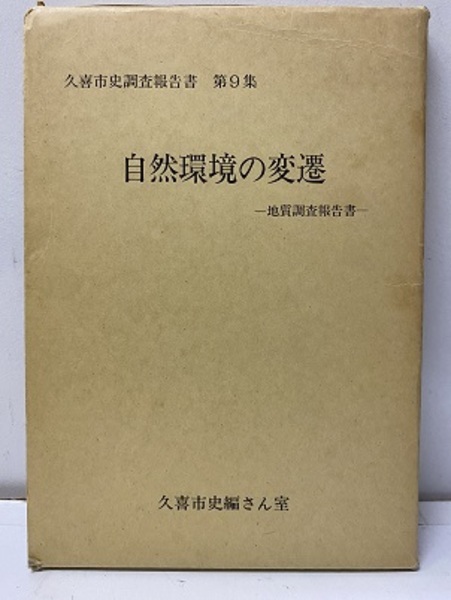 久喜市史調査報告書 第9集
自然環境の変遷
―地質調査報告書―
久喜市史編さん室